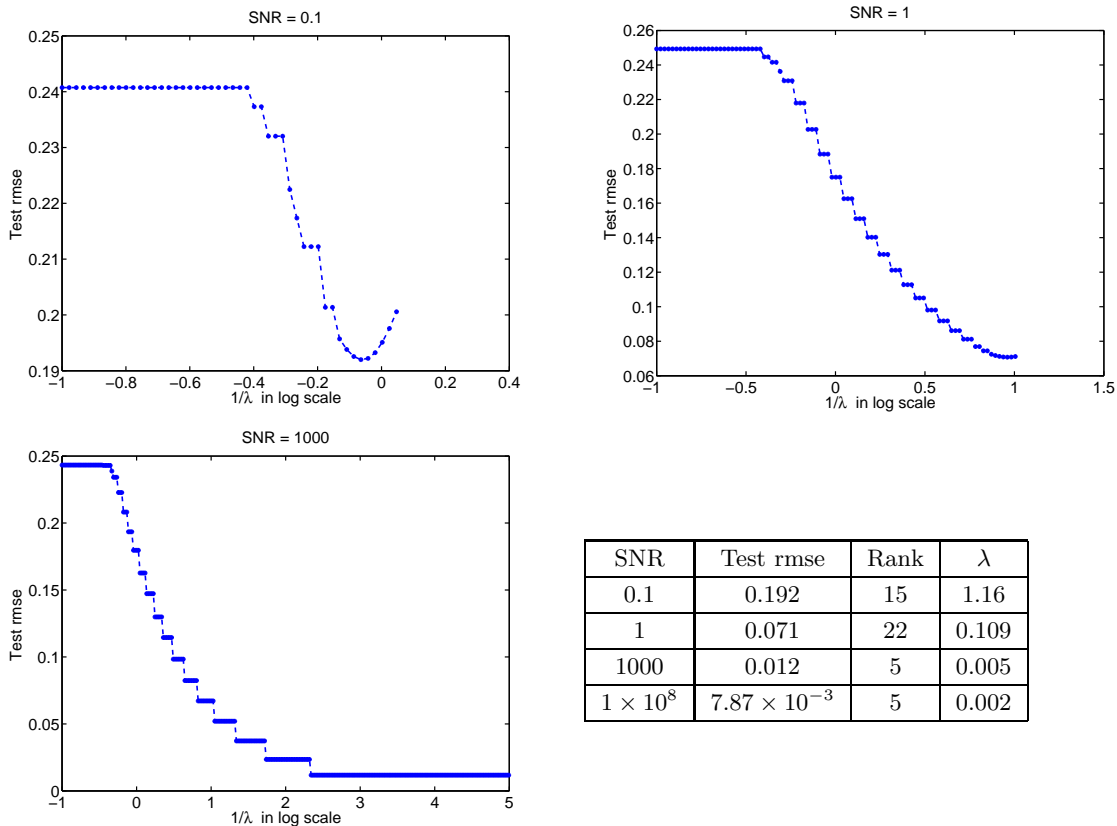 SNR = 0.1
0.25
0.24
0.23
0.22
0.21
0.2
0.19
Test rmse
−1 −0.8 −0.6 −0.4 −0.2 0 0.2 0.4
1/λ in log scale
SNR = 1
0.26
0.24
0.22
0.2
0.18
0.16
0.14
0.12
0.1
0.08
0.06
Test rmse
−1 −0.5 0 0.5 1 1.5
1/λ in log scale
SNR = 1000
0.25
0.2
0.15
0.1
0.05
0
Test rmse
−1 0 1 2 3 4 5
1/λ in log scale
SNR Test rmse Rank λ
0.1 0.192 15 1.16
1 0.071 22 0.109
1000 0.012 5 0.005
1 × 10⁸ 7.87 × 10⁻³ 5 0.002